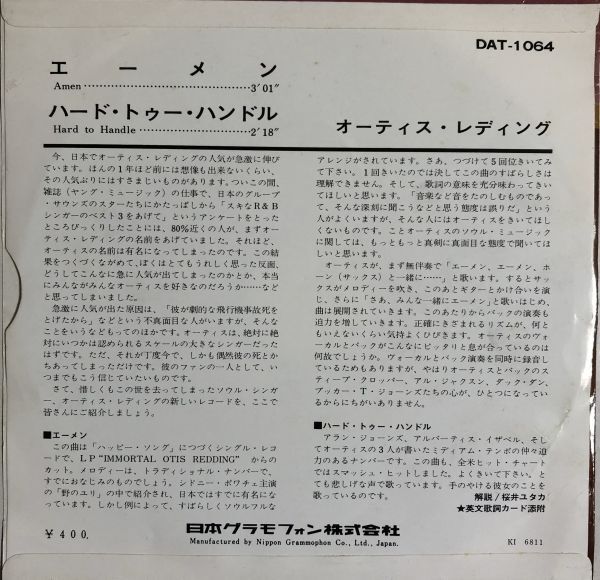 DAT-1064
エーメン
Amen・・・・・・・・・・・・・・・・・・・・・・・・・・・・・・・・・・・3′01″
ハード・トゥー・ハンドル
Hard to Handle・・・・・・・・・・・・・・・・・・・・・・・2′18″
オーティス・レディング
今、日本でオーティス・レディングの人気が急激に伸び
ています。ほんの1年ほど前には想像も出来ないくらい、
その人気ぶりにはすさまじいものがあります。ついこの間、
雑誌(ヤング・ミュージック)の仕事で、日本のグループ
・サウンズのスターたちにかたっぱしから「スキなR&B
シンガーのベスト3をあげて」というアンケートをとった
ところびっくりしたことには、80%近くの人が、まずオー
ティス・レディングの名前をあげていました。それほど、
オーティスの名前は有名になってしまったのです。この結
果をつくづくながめて、ぼくはとてもうれしく思った反面、
どうしてこんなに急に人気が出てしまったのかとか、本当
にみんながみんなオーティスを好きなのだろうか……など
と思ってしまいました。
急激に人気が出た原因は、「彼が劇的な飛行機事故死を
とげたから」などという不真面目な人がいますが、そんな
ことをいうなどもってのほかです。オーティスは、絶対に絶
対にいつかは認められるスケールの大きなシンガーだった
はずです。ただ、それが丁度今で、しかも偶然彼の死とか
ちあってしまっただけです。彼のファンの一人として、い
つまでもこう信じていたいものです。
さて、惜しくもこの世を去ってしまったソウル・シンガ
ー、オーティス・レディングの新しいレコードを、ここで
皆さんにご紹介しましょう。
■エーメン
この曲は「ハッピー・ソング」につづくシングル・レコ
ードで、LP“IMMORTAL OTIS REDDING” からの
カット。メロディーは、トラディショナル・ナンバーで、す
でにおなじみのものでしょう。シドニー・ポワチェ主演
の「野のユリ」の中で紹介され、日本ではすでに有名にな
っています。しかし例によって、すばらしくソウルフルな
アレンジがされています。さあ、つづけて5回位きいてみ
て下さい。1回きいたのでは決してこの曲のすばらしさは
理解できません。そして、歌詞の意味を充分味わってきい
てほしいと思います。「音楽など音をたのしむものであっ
て、そんな深刻に聞こうなどと思う態度は誤りだ」という
人がよくいますが、そんな人にはオーティスをきいてほし
くないものです。ことオーティスのソウル・ミュージック
に関しては、もっともっと真剣に真面目な態度で聞いてほ
しいと思います。
オーティスが、まず無伴奏で「エーメン、エーメン、ホ
ーン(サックス)と一緒に……」と歌います。するとサッ
クスがメロディーを吹き、このあとギターとかけ合いを演
じ、さらに「さあ、みんな一緒にエーメン」と歌いはじめ、
曲は展開されていきます。このあたりからバックの演奏も
迫力を増していきます。正確にきざまれるリズムが、何と
もいえないくらい気持よくひびきます。オーティスのヴォ
ーカルとバックがこんなにピッタリと息が合っているのは
何故でしょうか。ヴォーカルとバック演奏を同時に録音し
ているためもありますが、やはりオーティスとバックのス
ティーブ・クロッパー、アル・ジャクスン、ダック・ダン、
ブッカー・T・ジョーンズたちの心が、ひとつになってい
るからにちがいありません。
■ハード・トゥー・ハンドル
アラン・ジョーンズ、アルバーティス・イザベル、そし
てオーティスの3人が書いたミディアム・テンポの仲々迫
力のあるナンバーです。この曲も、全米ヒット・チャート
ではスマッシュ・ヒットしました。よくきいて下さい。と
ても悲しげな声で歌ています。手のやける彼女のことを
歌っているのです。
解説/桜井ユタカ
★英文歌詞カード添附
¥400.
日本グラモフォン株式会社
Manufactured by Nippon Grammophon Co., Ltd., Japan.
KI 6811